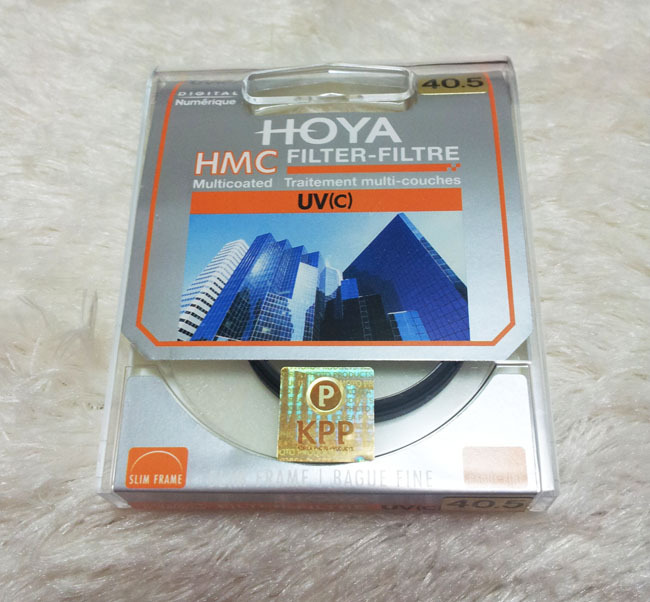 DIGITAL
Numérique
40.5
HOYA
HMC FILTER-FILTRE
Multicoated Traitement multi-couches
UV(C)
P
KPP
SLIM FRAME
FRAME | BAGUE FINE
UV(C) 40.5